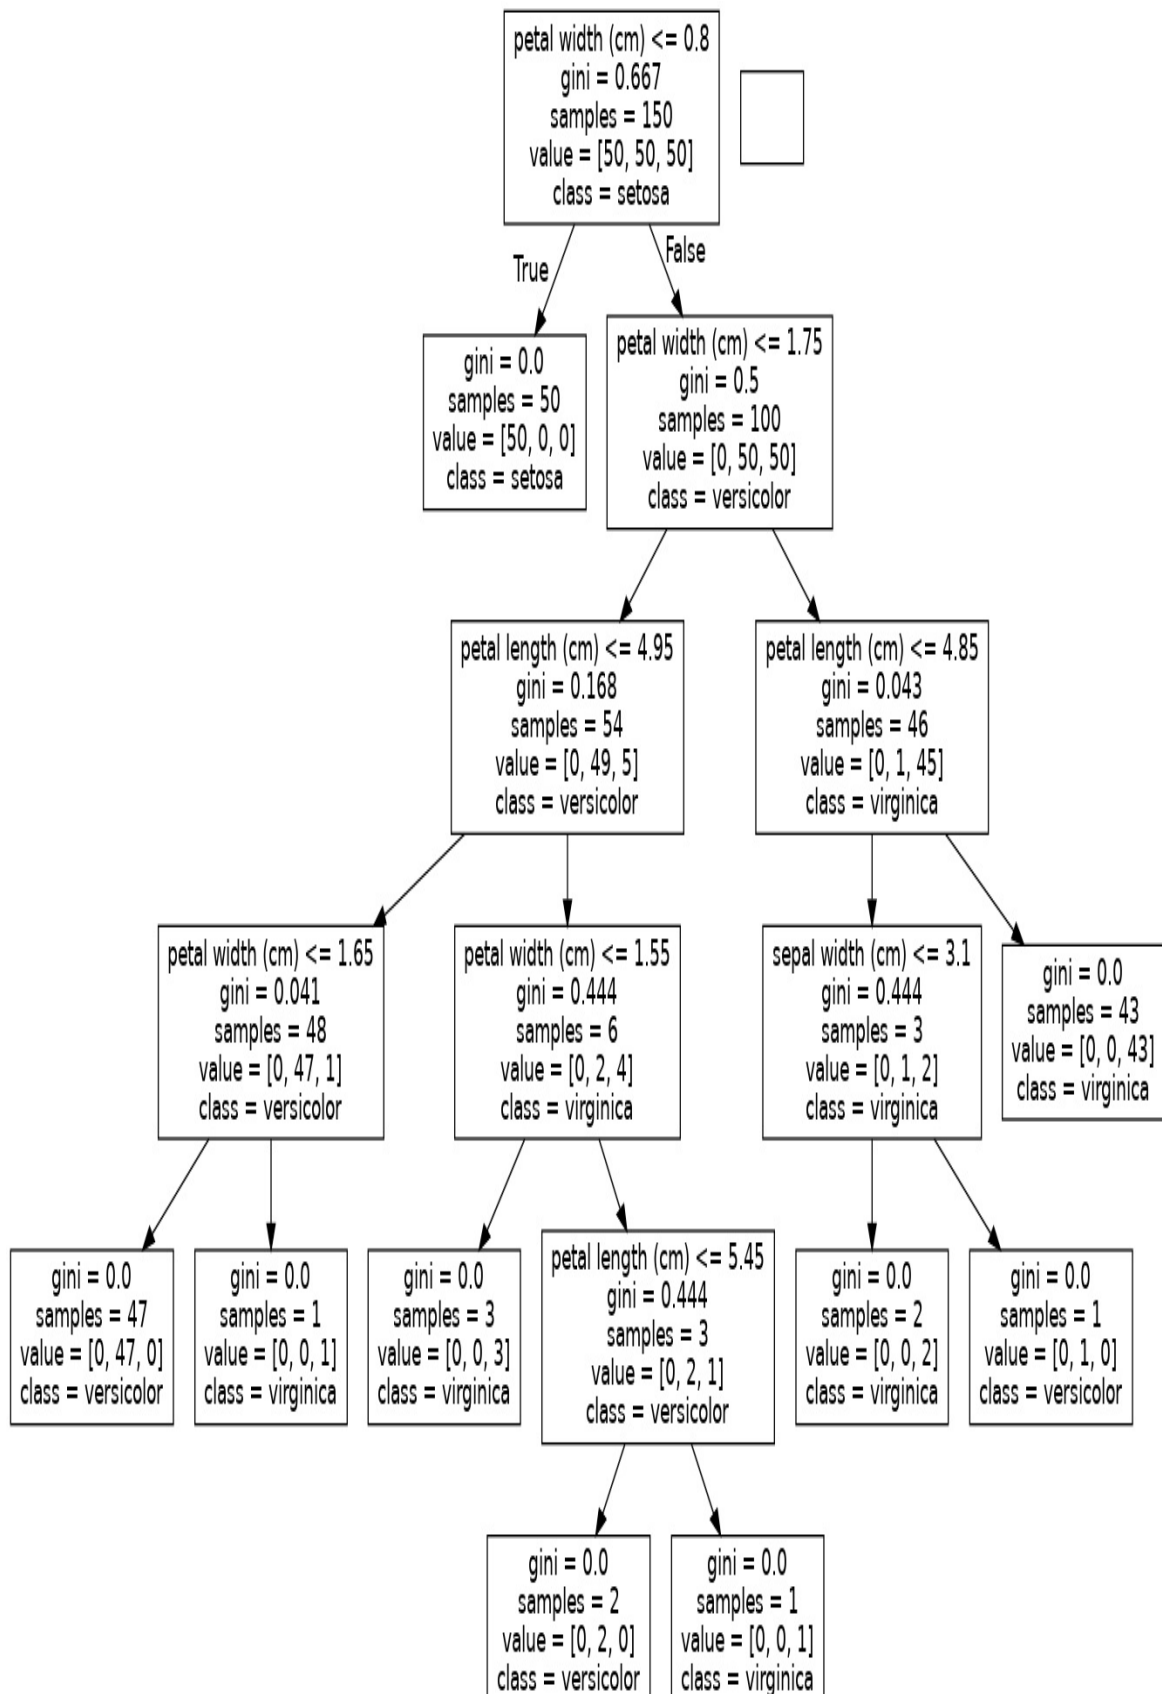 petal width (cm) <= 0.8
gini = 0.667
samples = 150
value = [50, 50, 50]
class = setosa
True
False
gini = 0.0
samples = 50
value = [50, 0, 0]
class = setosa
petal width (cm) <= 1.75
gini = 0.5
samples = 100
value = [0, 50, 50]
class = versicolor
petal length (cm) <= 4.95
gini = 0.168
samples = 54
value = [0, 49, 5]
class = versicolor
petal length (cm) <= 4.85
gini = 0.043
samples = 46
value = [0, 1, 45]
class = virginica
petal width (cm) <= 1.65
gini = 0.041
samples = 48
value = [0, 47, 1]
class = versicolor
petal width (cm) <= 1.55
gini = 0.444
samples = 6
value = [0, 2, 4]
class = virginica
sepal width (cm) <= 3.1
gini = 0.444
samples = 3
value = [0, 1, 2]
class = virginica
gini = 0.0
samples = 43
value = [0, 0, 43]
class = virginica
gini = 0.0
samples = 47
value = [0, 47, 0]
class = versicolor
gini = 0.0
samples = 1
value = [0, 0, 1]
class = virginica
gini = 0.0
samples = 3
value = [0, 0, 3]
class = virginica
petal length (cm) <= 5.45
gini = 0.444
samples = 3
value = [0, 2, 1]
class = versicolor
gini = 0.0
samples = 2
value = [0, 0, 2]
class = virginica
gini = 0.0
samples = 1
value = [0, 1, 0]
class = versicolor
gini = 0.0
samples = 2
value = [0, 2, 0]
class = versicolor
gini = 0.0
samples = 1
value = [0, 0, 1]
class = virginica